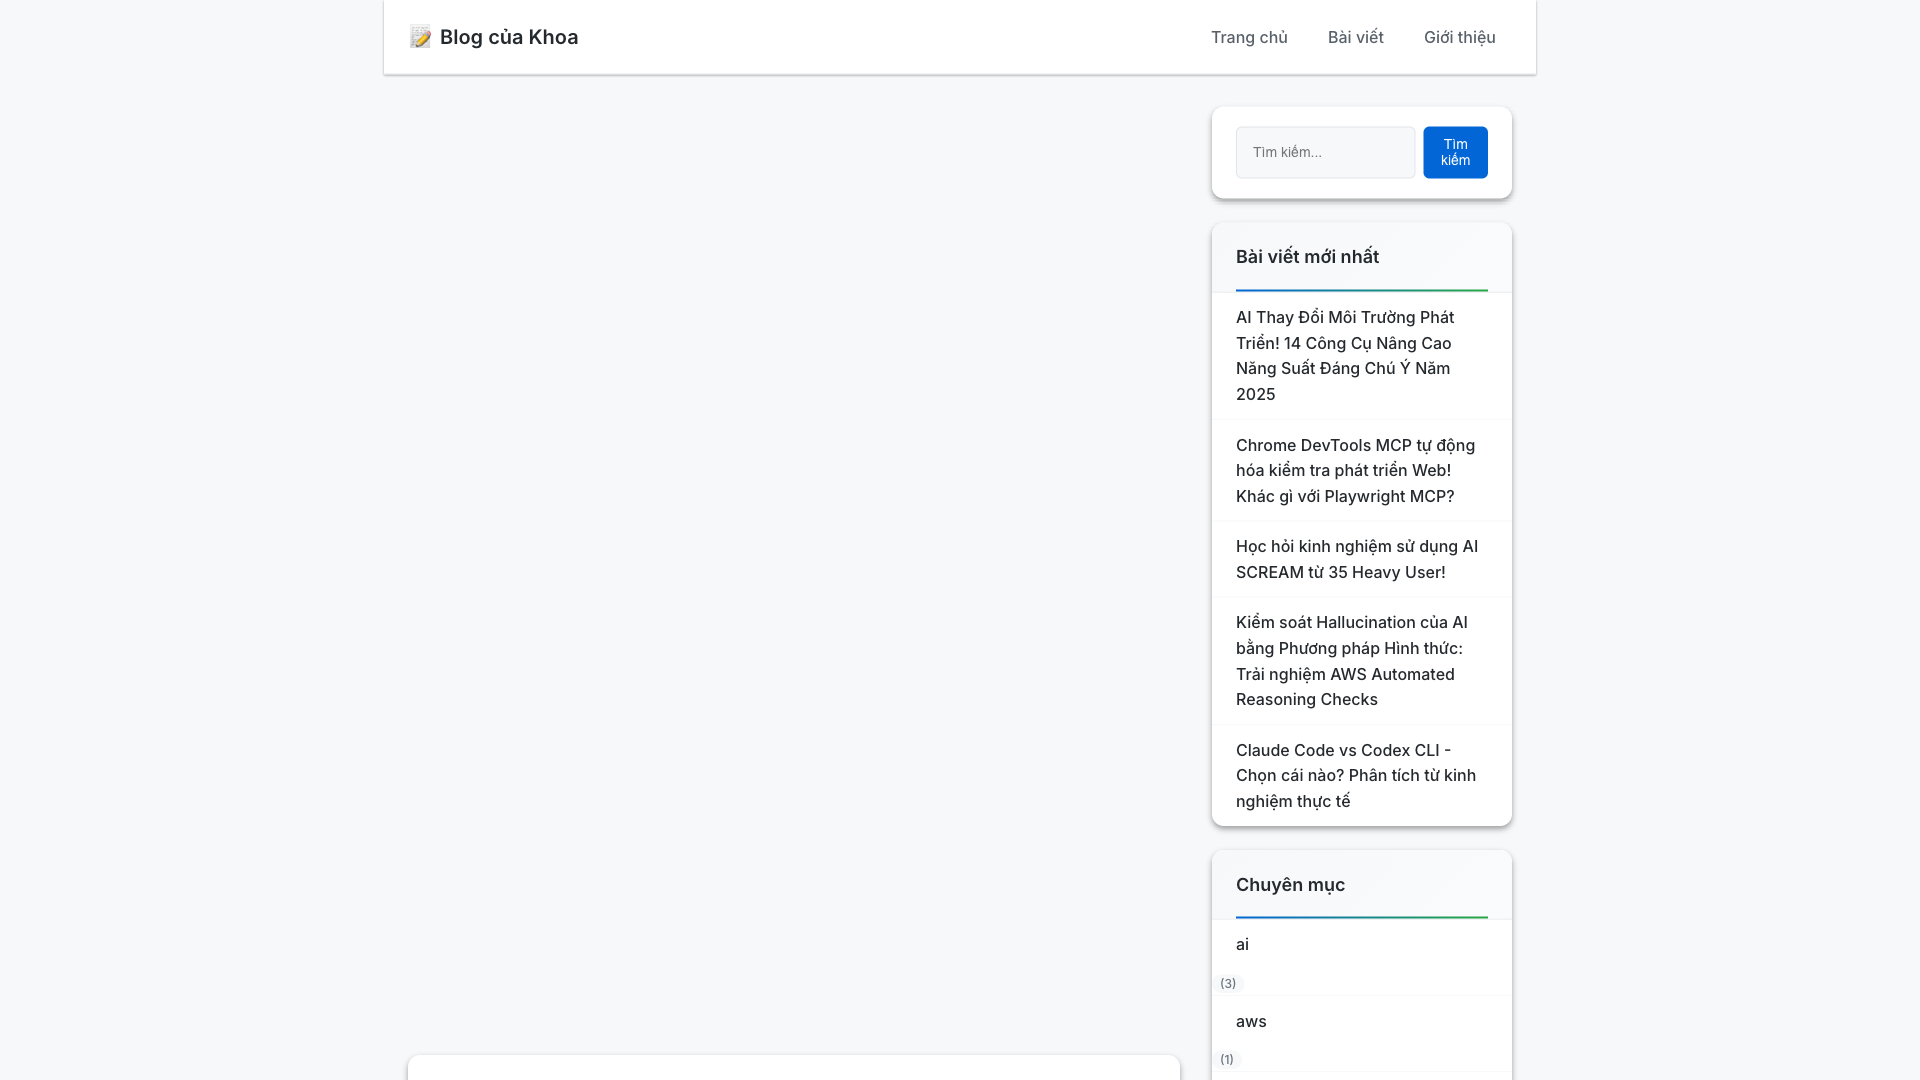 Blog của Khoa
Trang chủ
Bài viết
Giới thiệu
Tìm kiếm...
Tìm
kiếm
Bài viết mới nhất
AI Thay Đổi Môi Trường Phát
Triển! 14 Công Cụ Nâng Cao
Năng Suất Đáng Chú Ý Năm
2025
Chrome DevTools MCP tự động
hóa kiểm tra phát triển Web!
Khác gì với Playwright MCP?
Học hỏi kinh nghiệm sử dụng AI
SCREAM từ 35 Heavy User!
Kiểm soát Hallucination của AI
bằng Phương pháp Hình thức:
Trải nghiệm AWS Automated
Reasoning Checks
Claude Code vs Codex CLI -
Chọn cái nào? Phân tích từ kinh
nghiệm thực tế
Chuyên mục
ai
(3)
aws
(1)